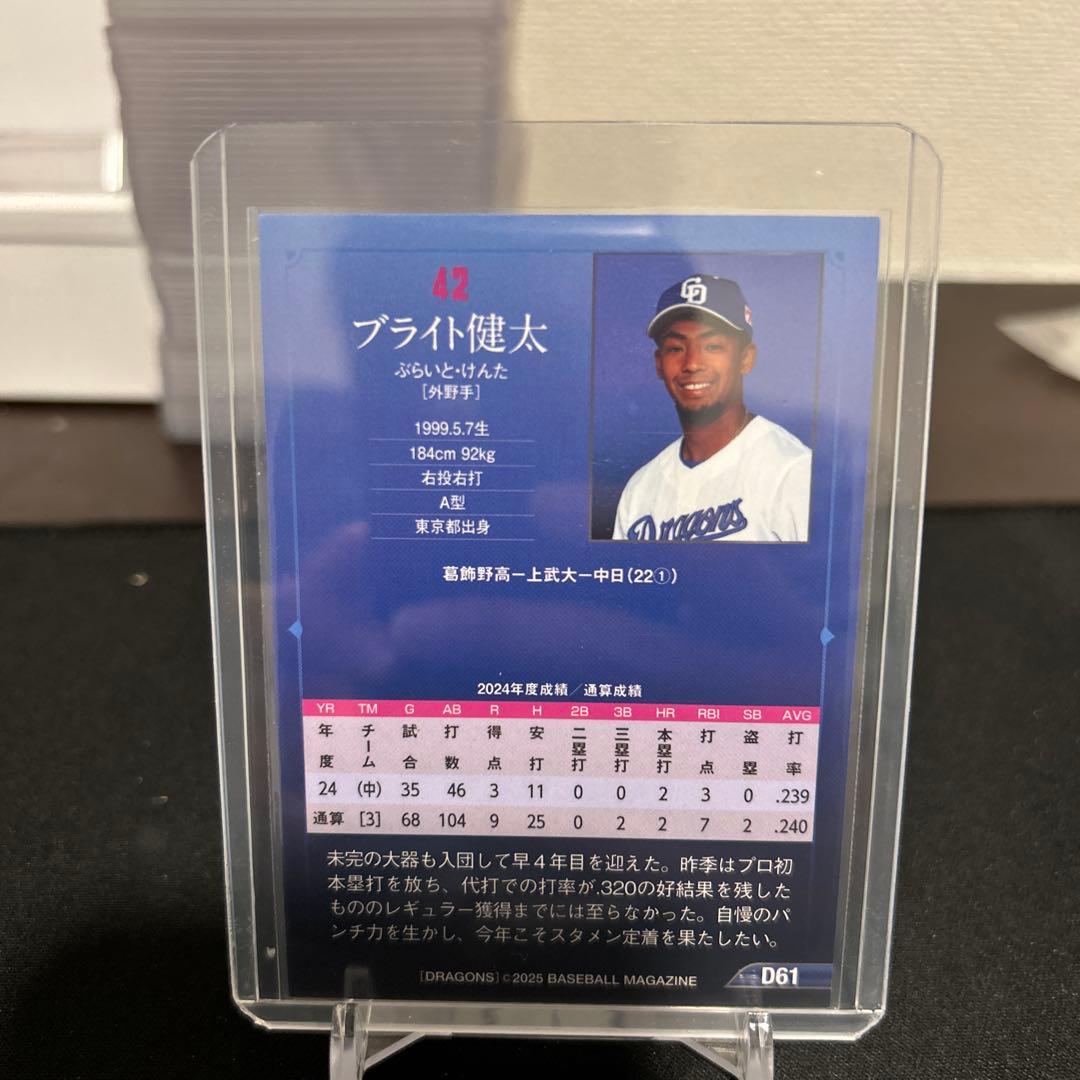 42
ブライト健太
ぶらいと・けんた
[外野手]
1999.5.7生
184cm 92kg
右投右打
A型
東京都出身
CD
Dragons
葛飾野高－上武大－中日(22①)
2024年度成績／通算成績
YR TM G AB R H 2B 3B HR RBI SB AVG
年度 チーム 試合 打数 得点 安打 二塁打 三塁打 本塁打 打点 盗塁 打率
24 (中) 35 46 3 11 0 0 2 3 0 .239
通算 [3] 68 104 9 25 0 2 2 7 2 .240
未完の大器も入団して早４年目を迎えた。昨季はプロ初
本塁打を放ち、代打での打率が.320の好結果を残した
もののレギュラー獲得までには至らなかった。自慢のパ
ンチ力を生かし、今年こそスタメン定着を果たしたい。
[DRAGONS] ©2025 BASEBALL MAGAZINE
D61